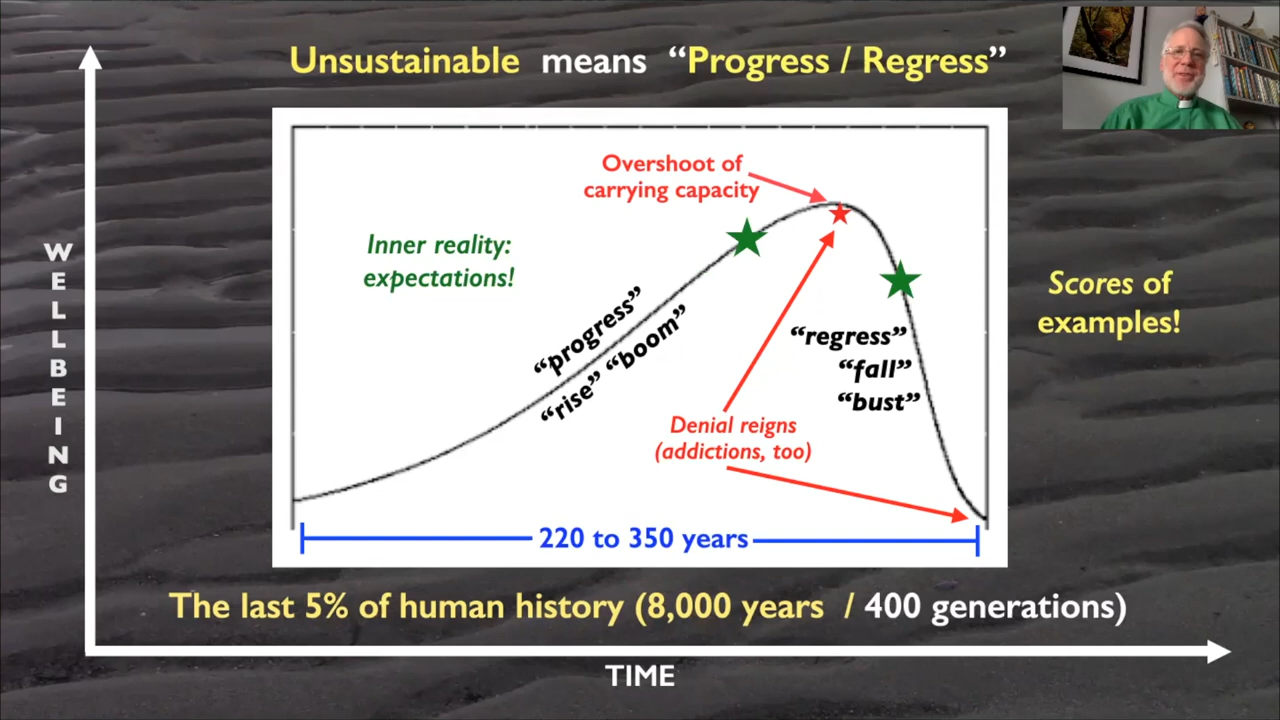 Unsustainable means “Progress / Regress”
Overshoot of
carrying capacity
Inner reality:
expectations!
“progress”
“rise” “boom”
“regress”
“fall”
“bust”
Denial reigns
(addictions, too)
220 to 350 years
Scores of
examples!
WELLBEING
The last 5% of human history (8,000 years / 400 generations)
TIME